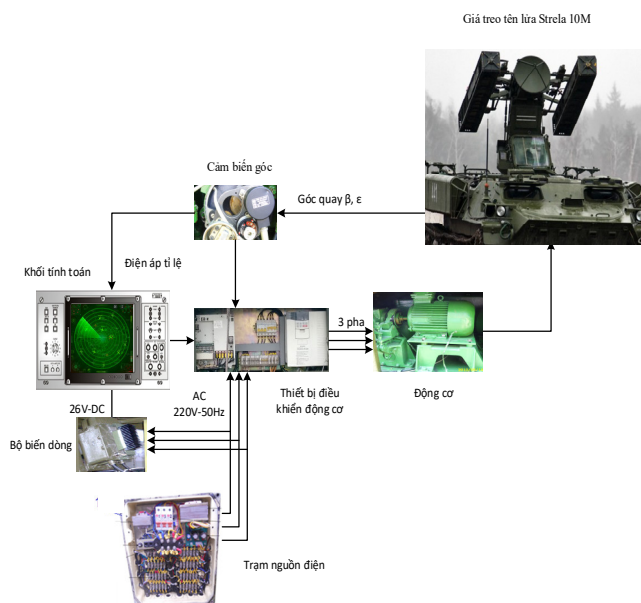 Giá treo tên lửa Strela 10M
Cảm biến góc
Góc quay β, ε
Điện áp tỉ lệ
Khối tính toán
3 pha
AC
220V-50Hz
Thiết bị điều
khiển động cơ
Động cơ
26V-DC
Bộ biến dòng
Trạm nguồn điện